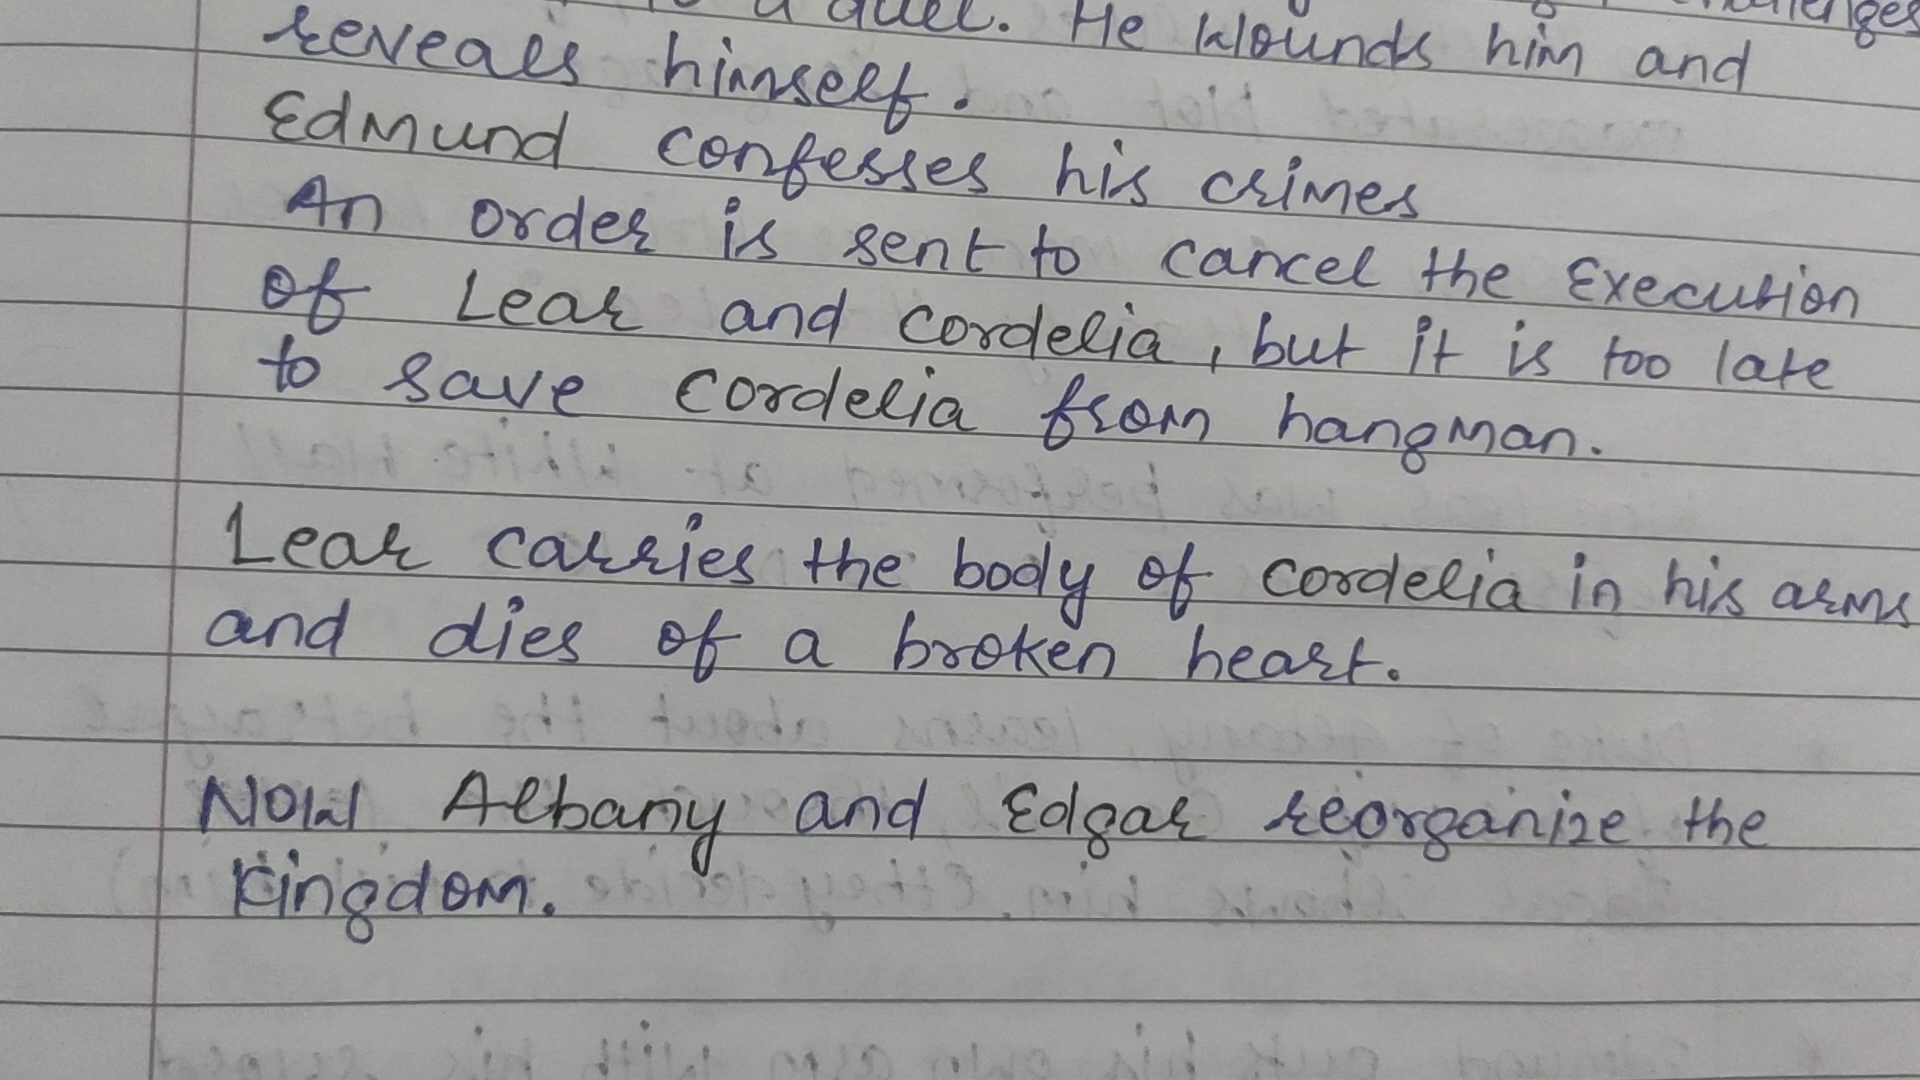 a duel. He wounds him and
reveals himself.
Edmund confesses his crimes
An order is sent to cancel the Execution
of Lear and Cordelia, but it is too late
to save Cordelia from hangman.
Lear carries the body of Cordelia in his arms
and dies of a broken heart.
Now Albany and Edgar reorganize the
Kingdom.